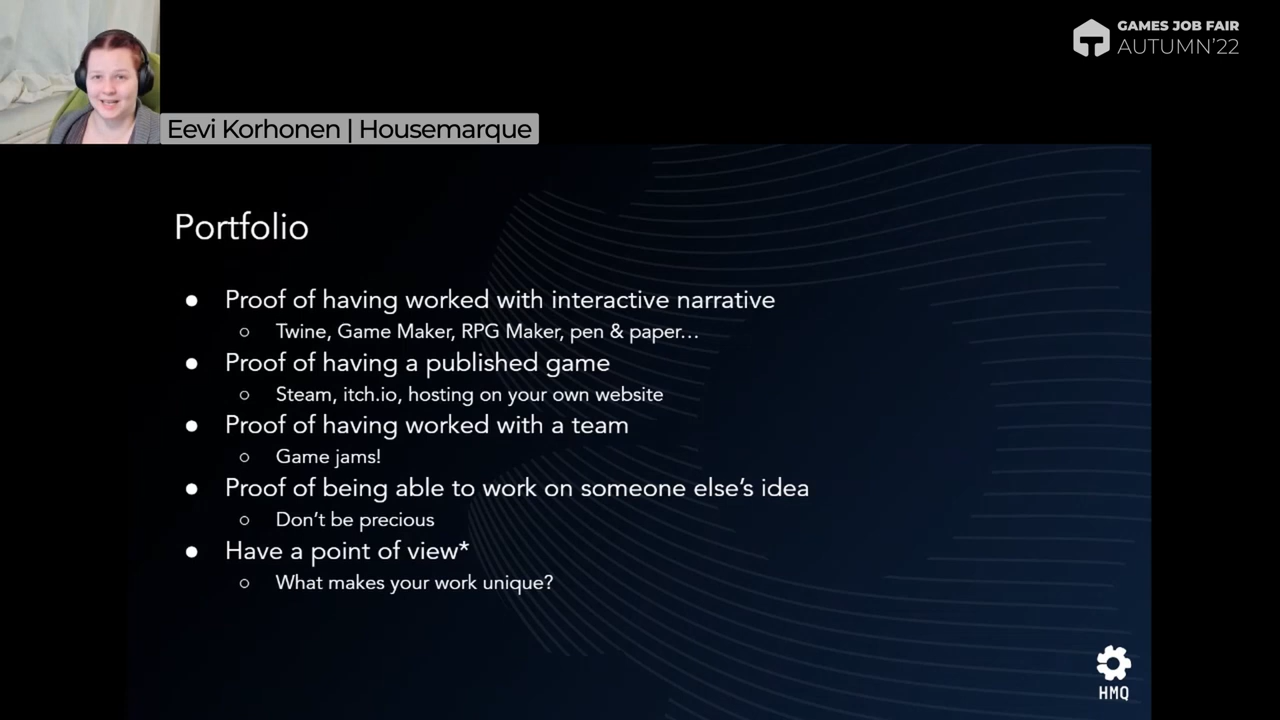 GAMES JOB FAIR
AUTUMN'22
Eevi Korhonen | Housemarque
Portfolio
● Proof of having worked with interactive narrative
○ Twine, Game Maker, RPG Maker, pen & paper...
● Proof of having a published game
○ Steam, itch.io, hosting on your own website
● Proof of having worked with a team
○ Game jams!
● Proof of being able to work on someone else's idea
○ Don't be precious
● Have a point of view*
○ What makes your work unique?
HMQ